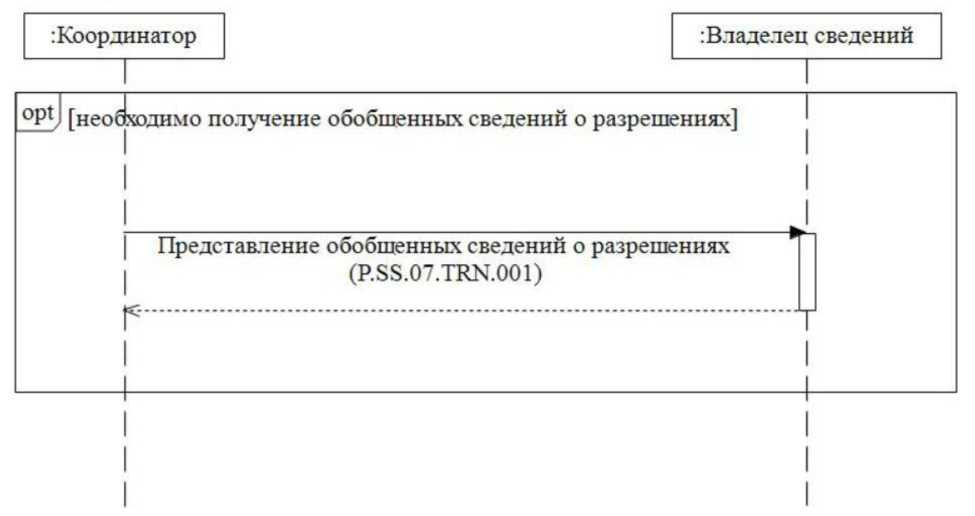 :Координатор
:Владелец сведений
opt
[необходимо получение обобщенных сведений о разрешениях]
Представление обобщенных сведений о разрешениях
(P.SS.07.TRN.001)